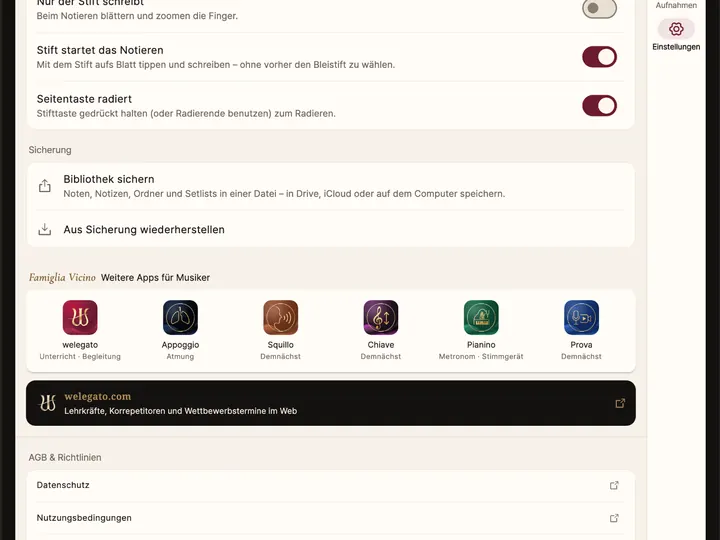 Nur der Stift schreibt
Beim Notieren blättern und zoomen die Finger.
Aufnahmen
Einstellungen
Stift startet das Notieren
Mit dem Stift aufs Blatt tippen und schreiben – ohne vorher den Bleistift zu wählen.
Seitentaste radiert
Stifttaste gedrückt halten (oder Radierende benutzen) zum Radieren.
Sicherung
Bibliothek sichern
Noten, Notizen, Ordner und Setlists in einer Datei – in Drive, iCloud oder auf dem Computer speichern.
Aus Sicherung wiederherstellen
Famiglia Vicino Weitere Apps für Musiker
welegato
Unterricht · Begleitung
Appoggio
Atmung
Squillo
Demnächst
Chiave
Demnächst
Pianino
Metronom · Stimmgerät
Prova
Demnächst
welegato.com
Lehrkräfte, Korrepetitoren und Wettbewerbstermine im Web
AGB & Richtlinien
Datenschutz
Nutzungsbedingungen